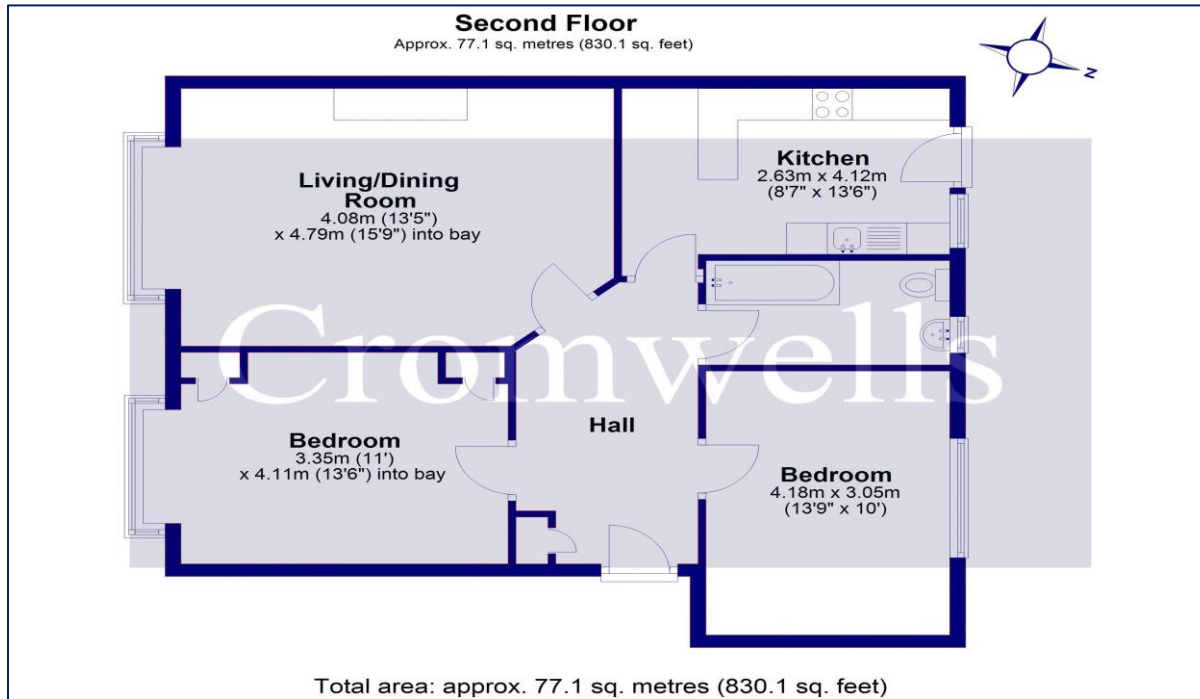 Second Floor
Approx. 77.1 sq. metres (830.1 sq. feet)
N
Kitchen
2.63m x 4.12m
(8'7" x 13'6")
Living/Dining
Room
4.08m (13'5")
x 4.79m (15'9") into bay
Cromwells
Hall
Bedroom
3.35m (11')
x 4.11m (13'6") into bay
Bedroom
4.18m x 3.05m
(13'9" x 10')
Total area: approx. 77.1 sq. metres (830.1 sq. feet)